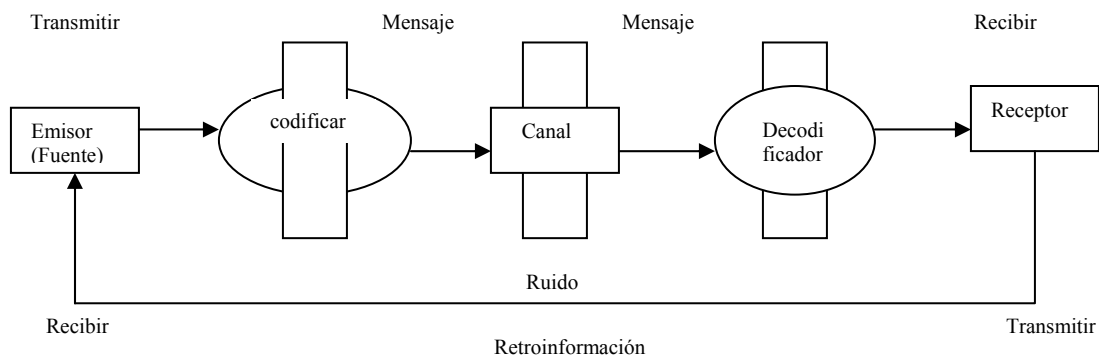 Transmitir
Mensaje
Mensaje
Recibir
Emisor
(Fuente)
codificar
Canal
Decodi
ficador
Receptor
Ruido
Recibir
Transmitir
Retroinformación